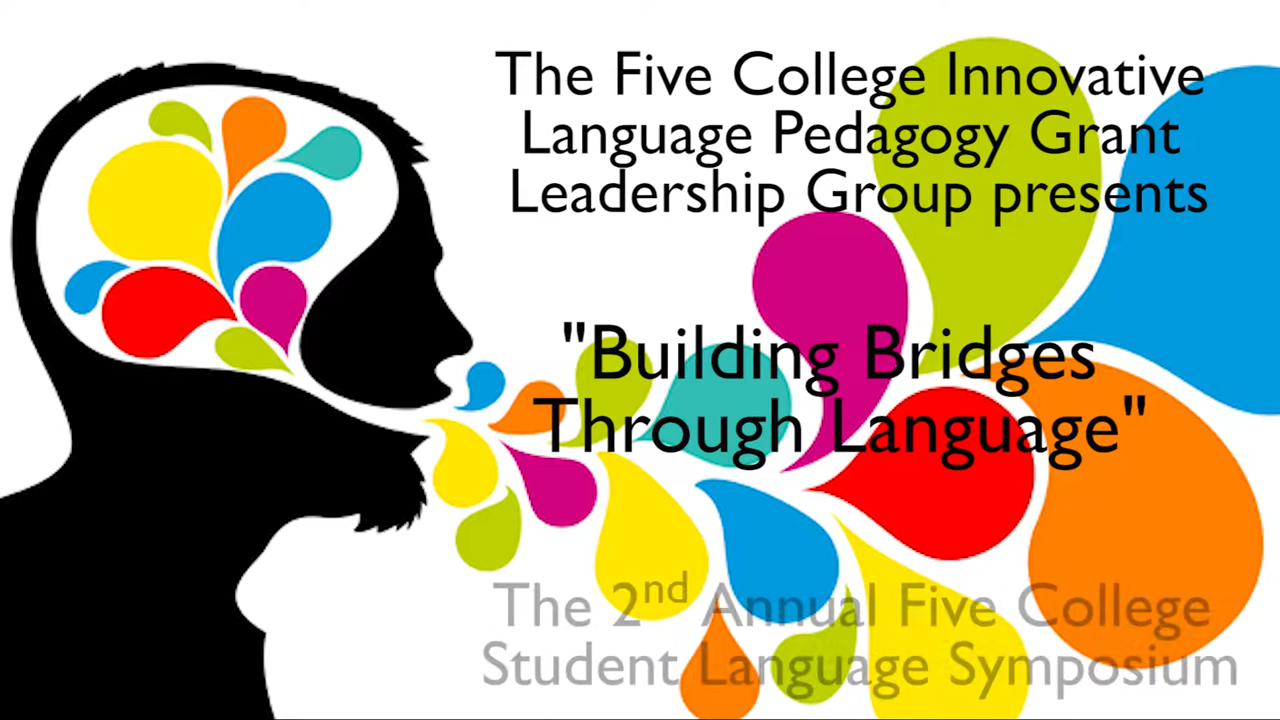 The Five College Innovative
Language Pedagogy Grant
Leadership Group presents
"Building Bridges
Through Language"
The 2nd Annual Five College
Student Language Symposium